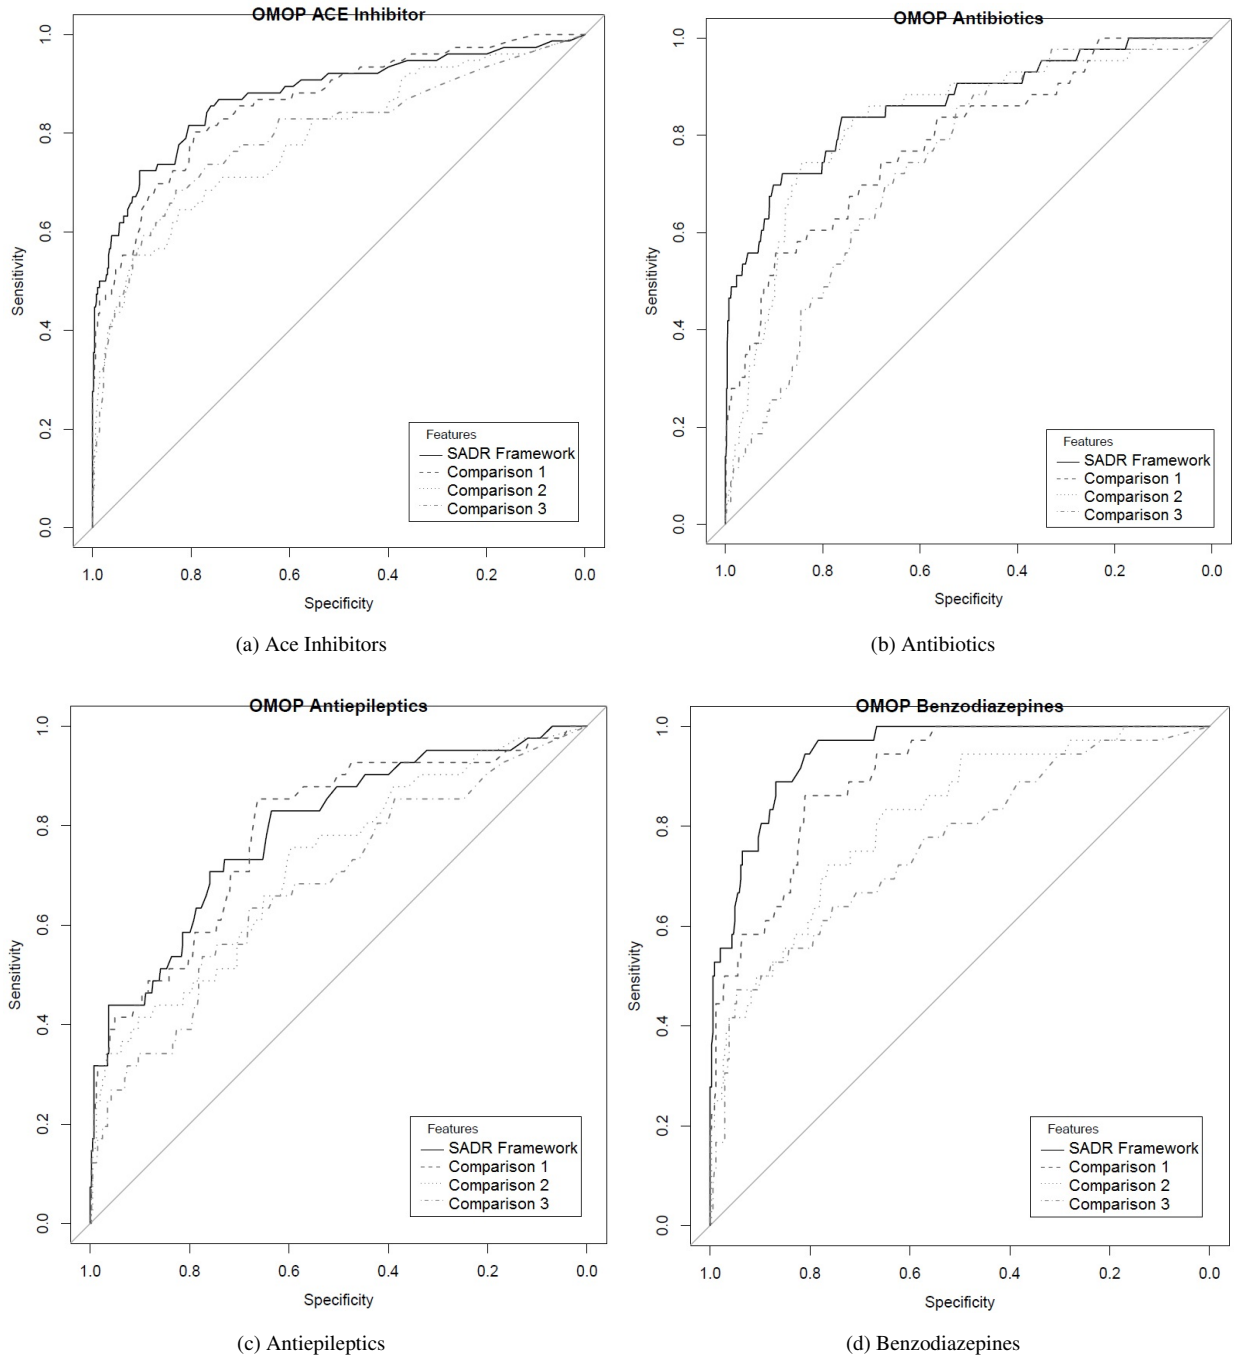 OMOP ACE Inhibitor
Sensitivity
0.0 0.2 0.4 0.6 0.8 1.0
Features
SADR Framework
Comparison 1
Comparison 2
Comparison 3
1.0 0.8 0.6 0.4 0.2 0.0
Specificity
(a) Ace Inhibitors
OMOP Antibiotics
Sensitivity
0.0 0.2 0.4 0.6 0.8 1.0
Features
SADR Framework
Comparison 1
Comparison 2
Comparison 3
1.0 0.8 0.6 0.4 0.2 0.0
Specificity
(b) Antibiotics
OMOP Antiepileptics
Sensitivity
0.0 0.2 0.4 0.6 0.8 1.0
Features
SADR Framework
Comparison 1
Comparison 2
Comparison 3
1.0 0.8 0.6 0.4 0.2 0.0
Specificity
(c) Antiepileptics
OMOP Benzodiazepines
Sensitivity
0.0 0.2 0.4 0.6 0.8 1.0
Features
SADR Framework
Comparison 1
Comparison 2
Comparison 3
1.0 0.8 0.6 0.4 0.2 0.0
Specificity
(d) Benzodiazepines